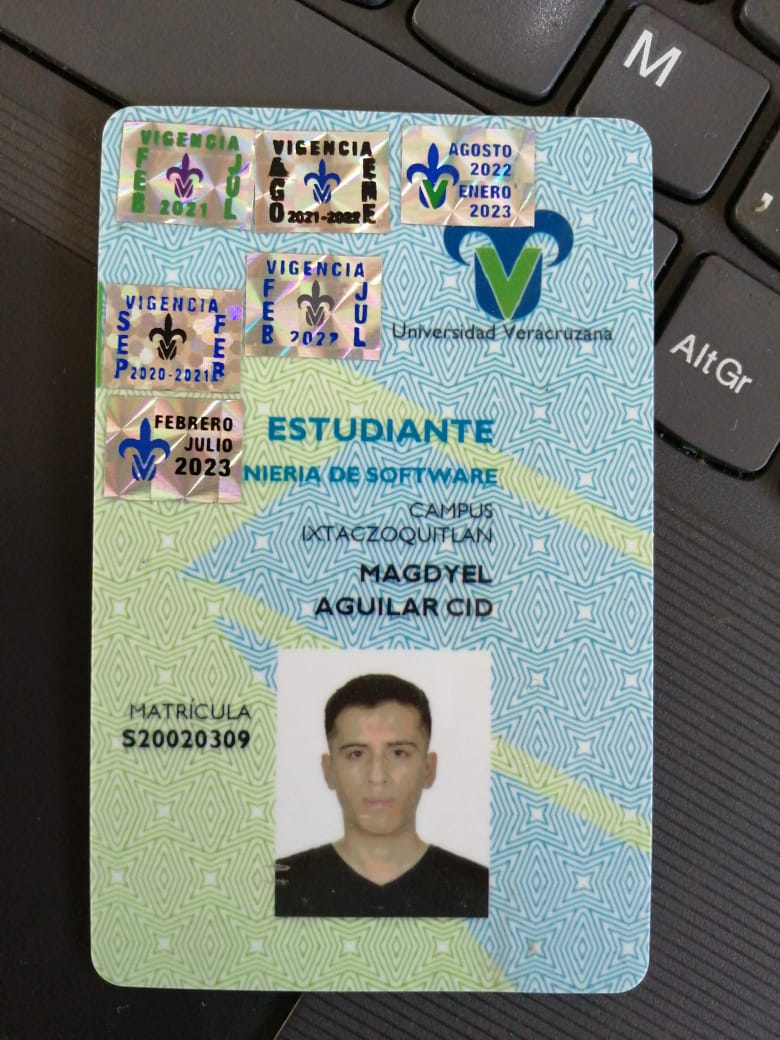 M
AltGr
VIGENCIA
FEB JUL
2021
VIGENCIA
AGO ENE
2021-2022
AGOSTO
2022
ENERO
2023
Universidad Veracruzana
VIGENCIA
SEP FEB
2020-2021
VIGENCIA
FEB JUL
2022
FEBRERO
JULIO
2023
ESTUDIANTE
NIERIA DE SOFTWARE
CAMPUS
IXTACZOQUITLAN
MAGDYEL
AGUILAR CID
MATRÍCULA
S20020309